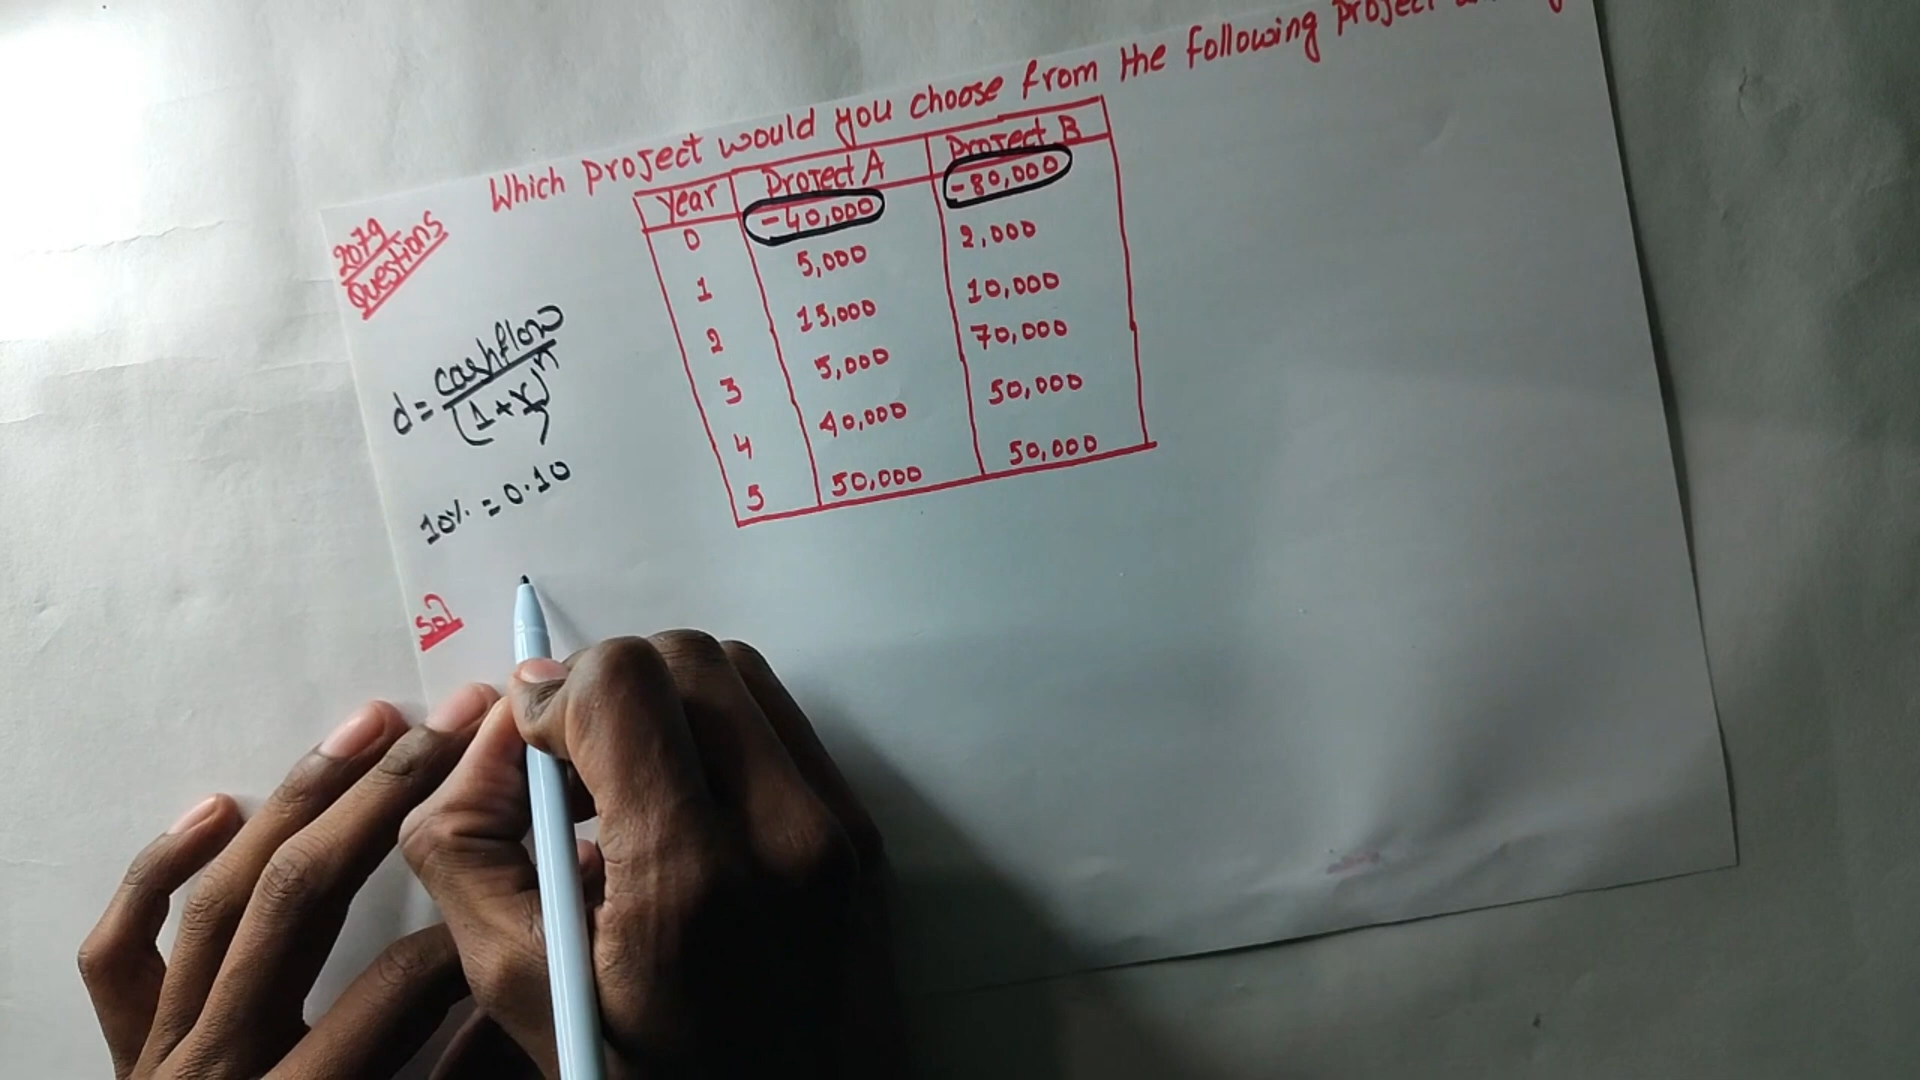 Which project would you choose from the following project
2079
Questions
Year Project A Project B
0 -40,000 -80,000
1 5,000 2,000
2 15,000 10,000
3 5,000 70,000
4 40,000 50,000
5 50,000 50,000
d = cashflow
(1+r)^n
10% = 0.10
Sol